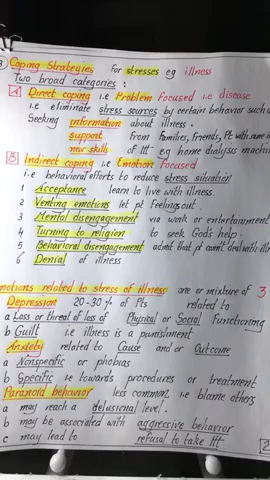 Coping Strategies for stresses eg illness
Two broad categories:
A Direct coping i.e Problem Focused i.e disease
i.e eliminate stress sources by certain behavior such a
Seeking information about illness.
support from Families, Friends, Pt with same
new skills of ttt eg home dialysis machine
B Indirect coping i.e Emotion Focused
i.e behavioral efforts to reduce stress situation
1 Acceptance learn to live with illness.
2 Venting emotions let pt feelings out.
3 Mental disengagement via work or entertainment
4 Turning to religion to seek God's help.
5 Behavioral disengagement admit that pt can't deal with illn
6 Denial of illness
motions related to stress of illness one or mixture of 3
Depression 20-30% of Pts related to
a Loss or threat of loss of Physical or Social Functioning
b Guilt i.e illness is a punishment
Anxiety related to Cause and or Outcome
a Nonspecific or phobias
b Specific i.e towards procedures or treatment
Paranoid behavior less common i.e blame others
a may reach a delusional level.
b may be associated with aggressive behavior
c may lead to refusal to take ttt
2